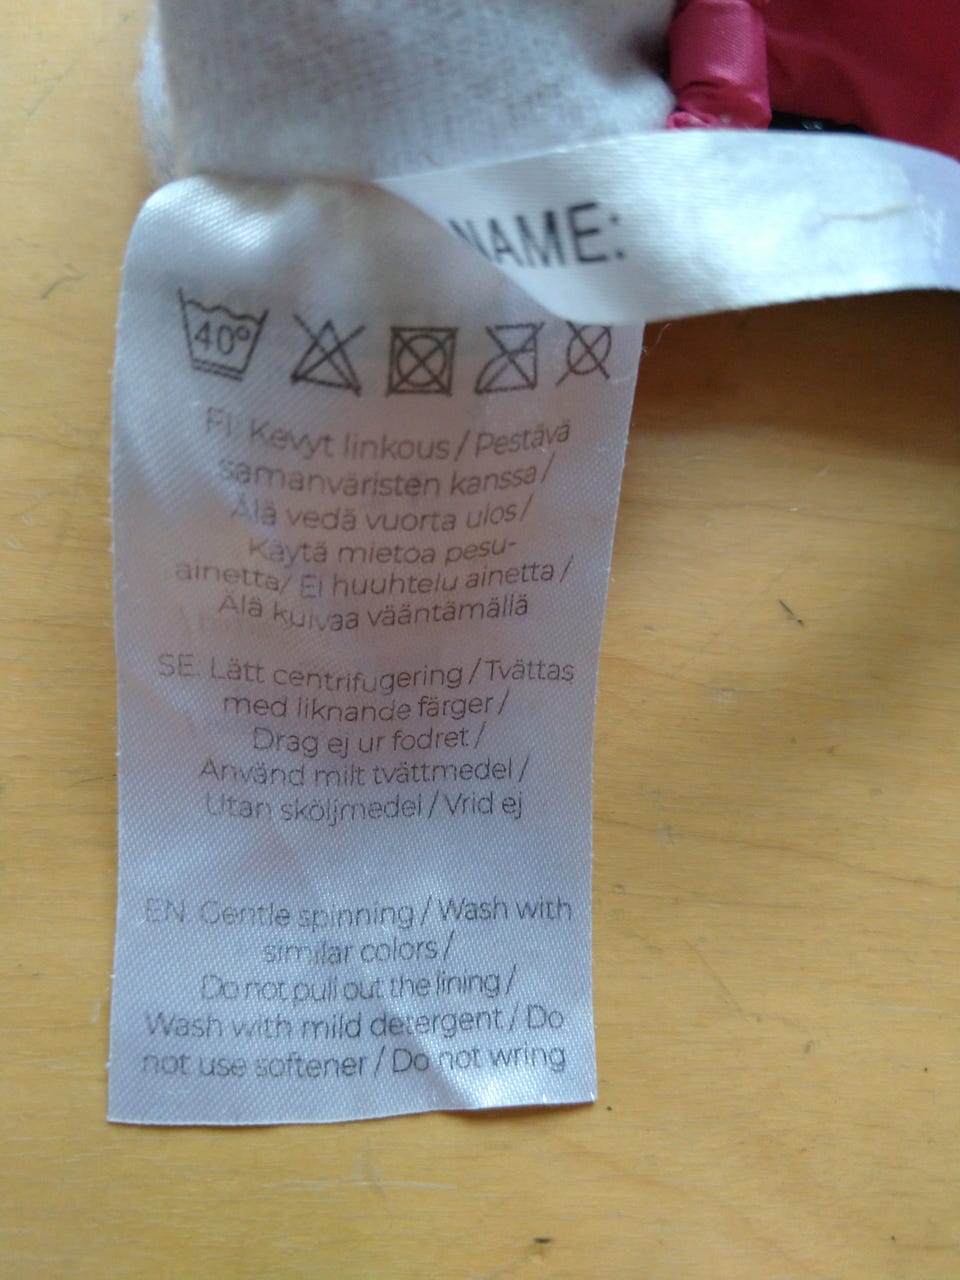 NAME:
40°
FI: Kevyt linkous / Pestävä
samanväristen kanssa /
Älä vedä vuorta ulos /
Käytä mietoa pesu-
ainetta/ Ei huuhtelu ainetta /
Älä kuivaa vääntämällä
SE: Lätt centrifugering / Tvättas
med liknande färger /
Drag ej ur fodret /
Använd milt tvättmedel /
Utan sköljmedel / Vrid ej
EN: Gentle spinning / Wash with
similar colors /
Do not pull out the lining /
Wash with mild detergent / Do
not use softener / Do not wring